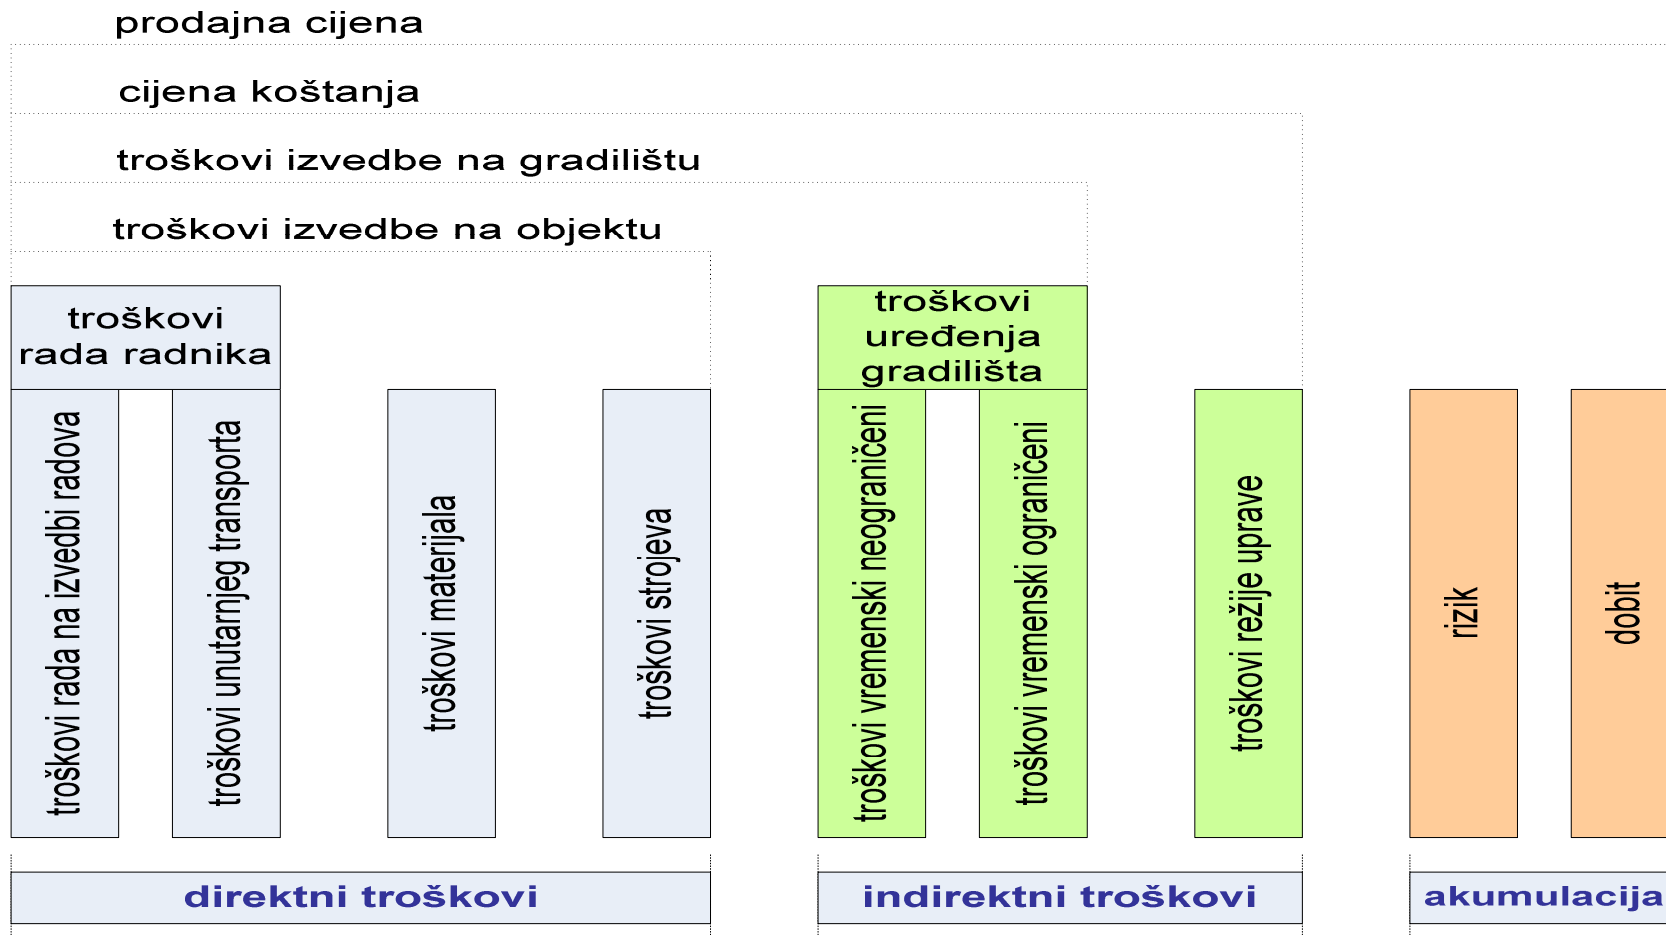 prodajna cijena
cijena koštanja
troškovi izvedbe na gradilištu
troškovi izvedbe na objektu
troškovi
rada radnika
troškovi
uređenja
gradilišta
troškovi rada na izvedbi radova
troškovi unutarnjeg transporta
troškovi materijala
troškovi strojeva
troškovi vremenski neograničeni
troškovi vremenski ograničeni
troškovi režije uprave
rizik
dobit
direktni troškovi
indirektni troškovi
akumulacija